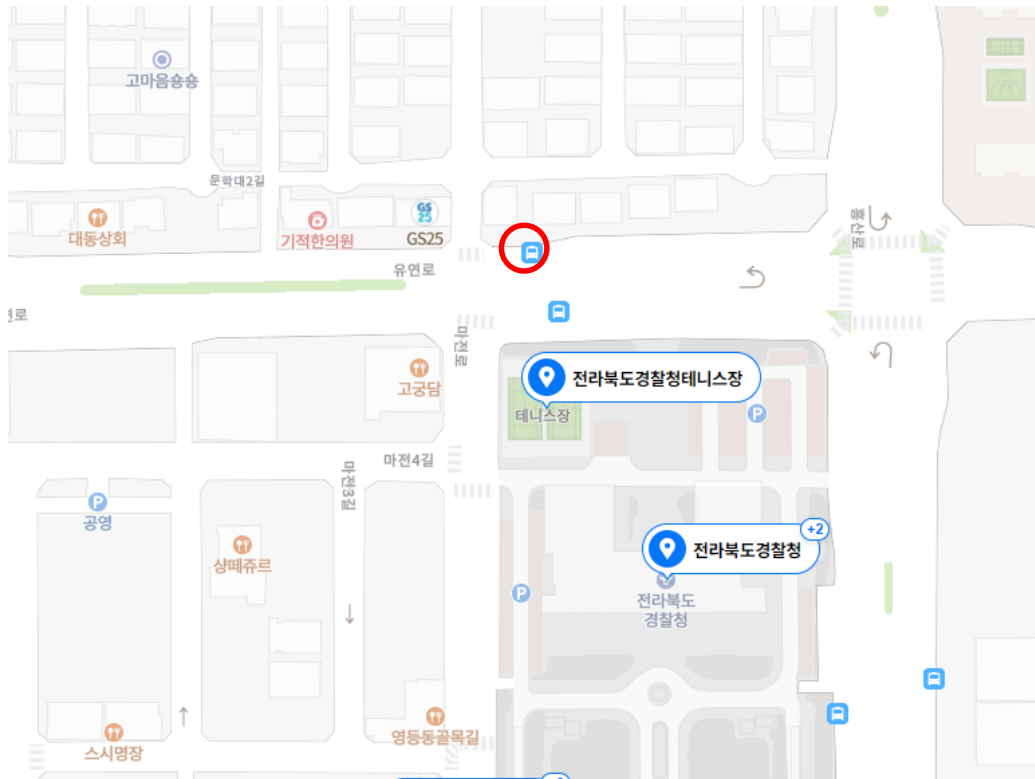 고마음숑숑
문학대2길
홍산로
GS
25
대동상회
기적한의원
GS25
유연로
연로
마전로
전라북도경찰청테니스장
고궁담
테니스장
P
마전4길
마전3길
P
공영
+2
전라북도경찰청
샹떼쥬르
P
전라북도
경찰청
영등동골목길
스시명장